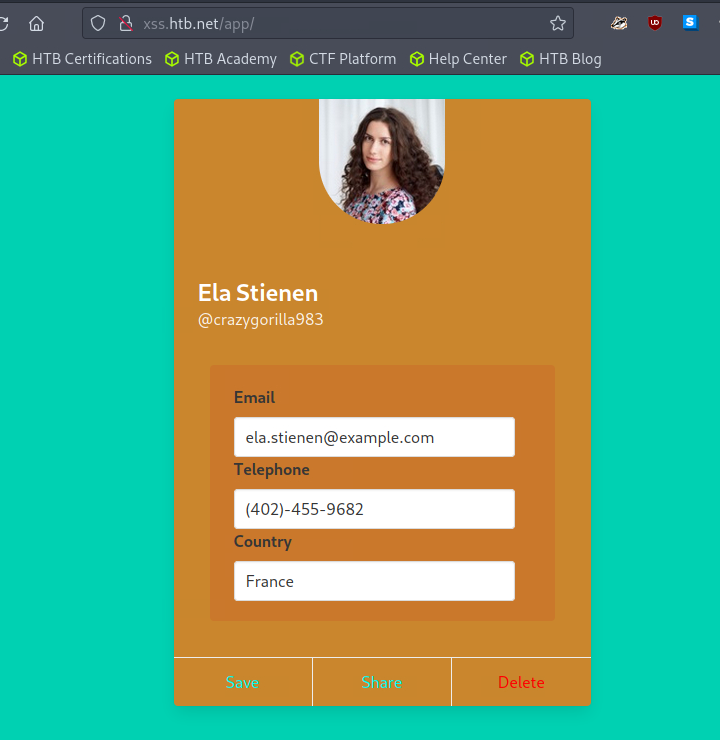 xss.htb.net/app/
HTB Certifications HTB Academy CTF Platform Help Center HTB Blog
Ela Stienen
@crazygorilla983
Email
ela.stienen@example.com
Telephone
(402)-455-9682
Country
France
Save Share Delete